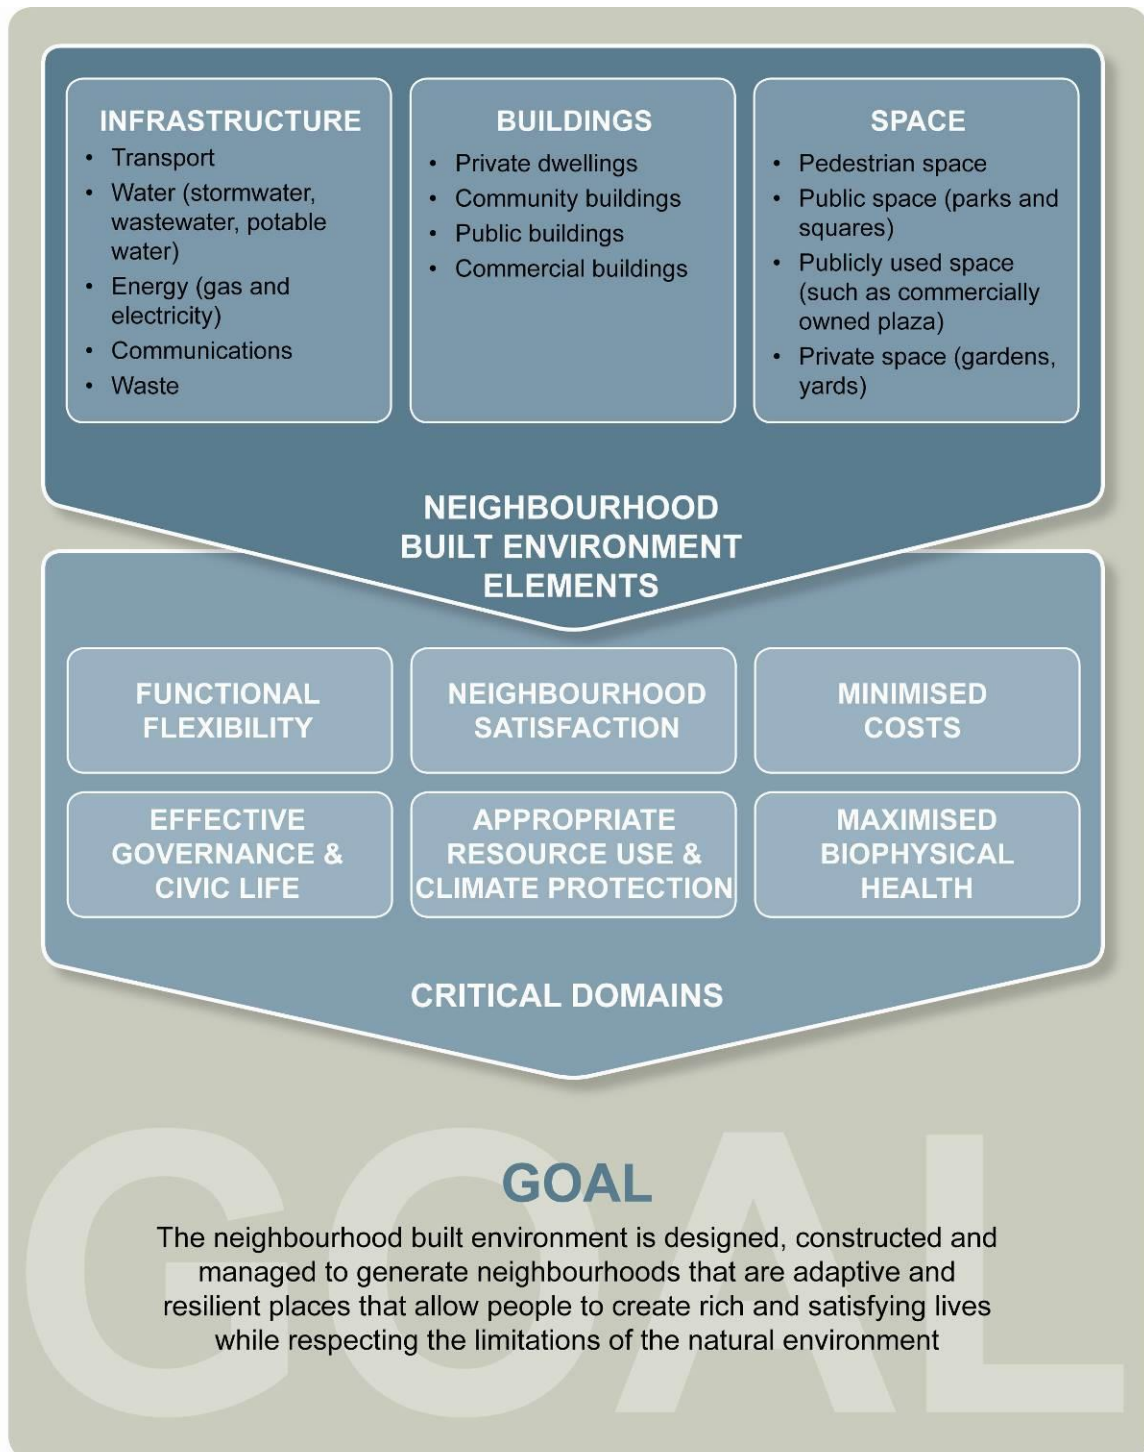 INFRASTRUCTURE
• Transport
• Water (stormwater,
wastewater, potable
water)
• Energy (gas and
electricity)
• Communications
• Waste
BUILDINGS
• Private dwellings
• Community buildings
• Public buildings
• Commercial buildings
SPACE
• Pedestrian space
• Public space (parks and
squares)
• Publicly used space
(such as commercially
owned plaza)
• Private space (gardens,
yards)
NEIGHBOURHOOD
BUILT ENVIRONMENT
ELEMENTS
FUNCTIONAL
FLEXIBILITY
NEIGHBOURHOOD
SATISFACTION
MINIMISED
COSTS
EFFECTIVE
GOVERNANCE &
CIVIC LIFE
APPROPRIATE
RESOURCE USE &
CLIMATE PROTECTION
MAXIMISED
BIOPHYSICAL
HEALTH
CRITICAL DOMAINS
GOAL
GOAL
The neighbourhood built environment is designed, constructed and
managed to generate neighbourhoods that are adaptive and
resilient places that allow people to create rich and satisfying lives
while respecting the limitations of the natural environment